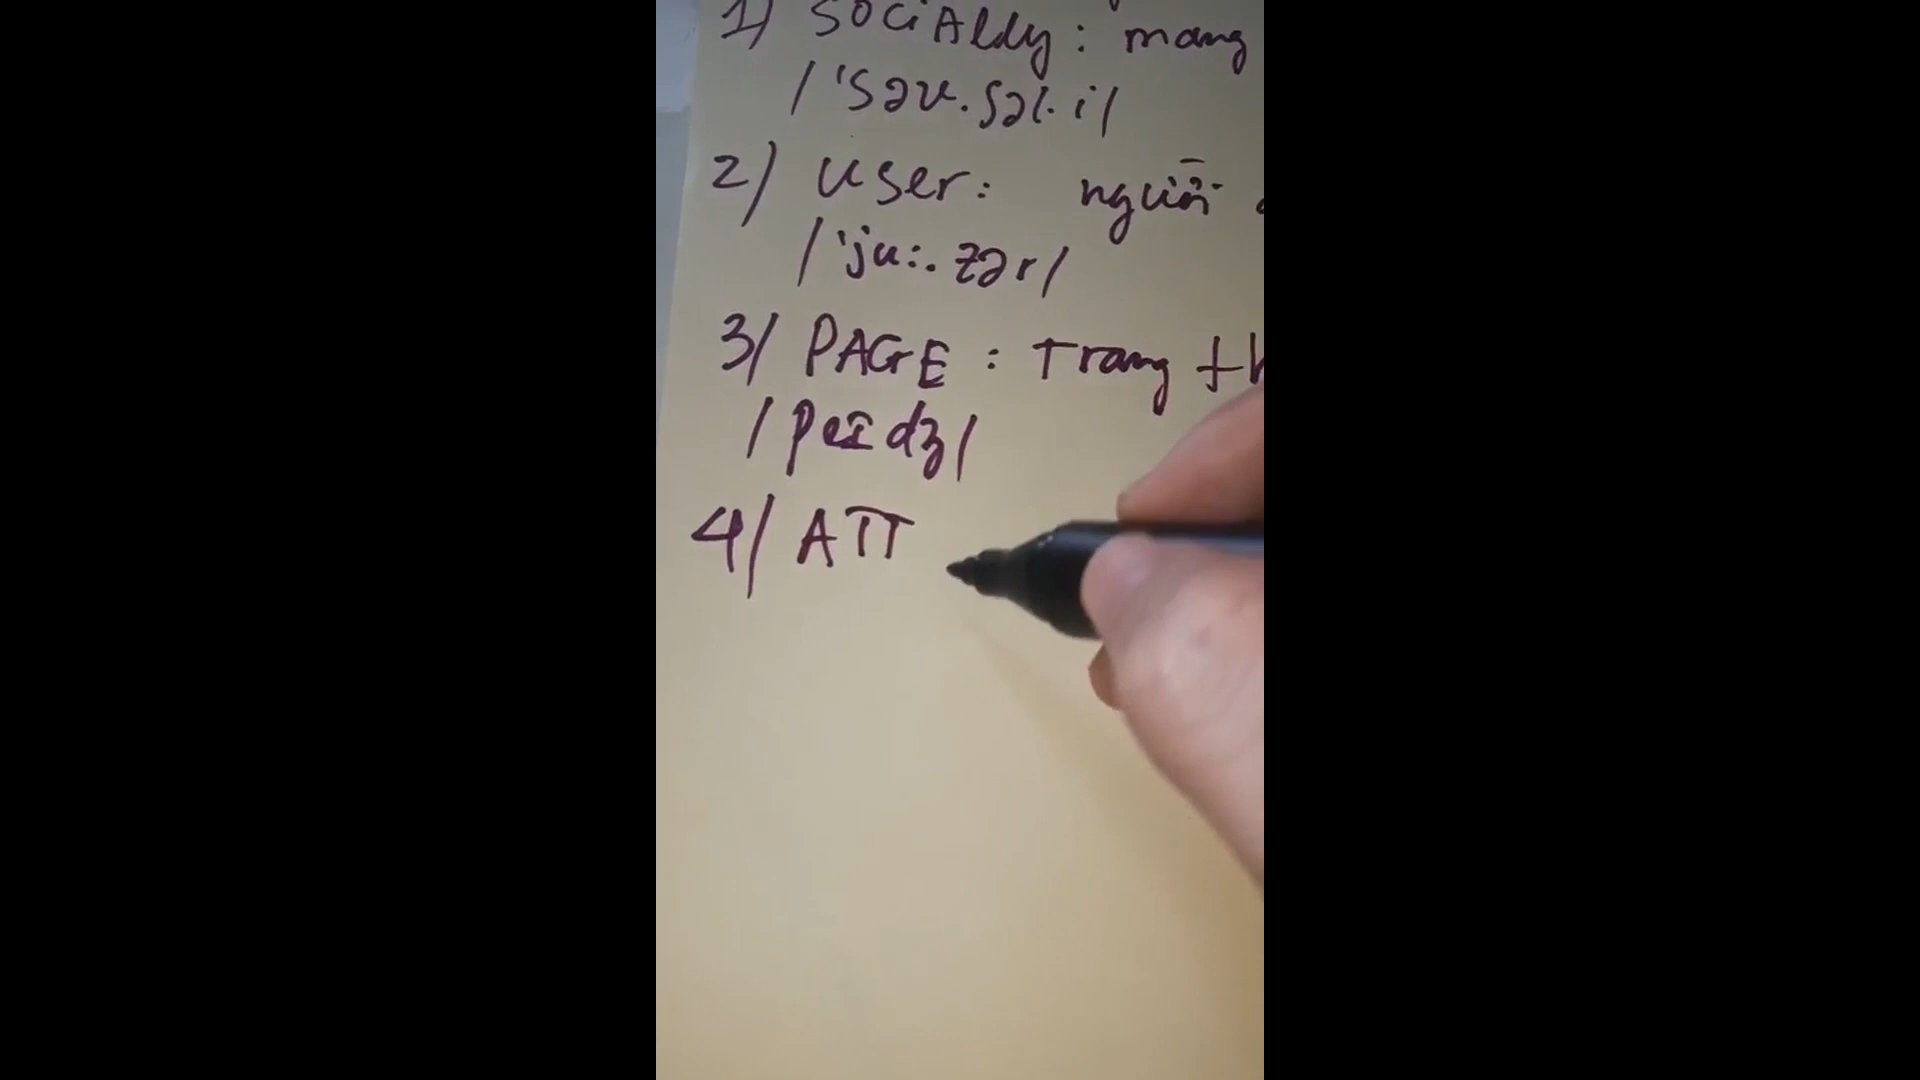 1) SOCiAlly: mang
/'səʊ.ʃəl.i/
2) User: người
/'ju:.zər/
3/ PAGE: Trang
/peɪdʒ/
4/ ATT